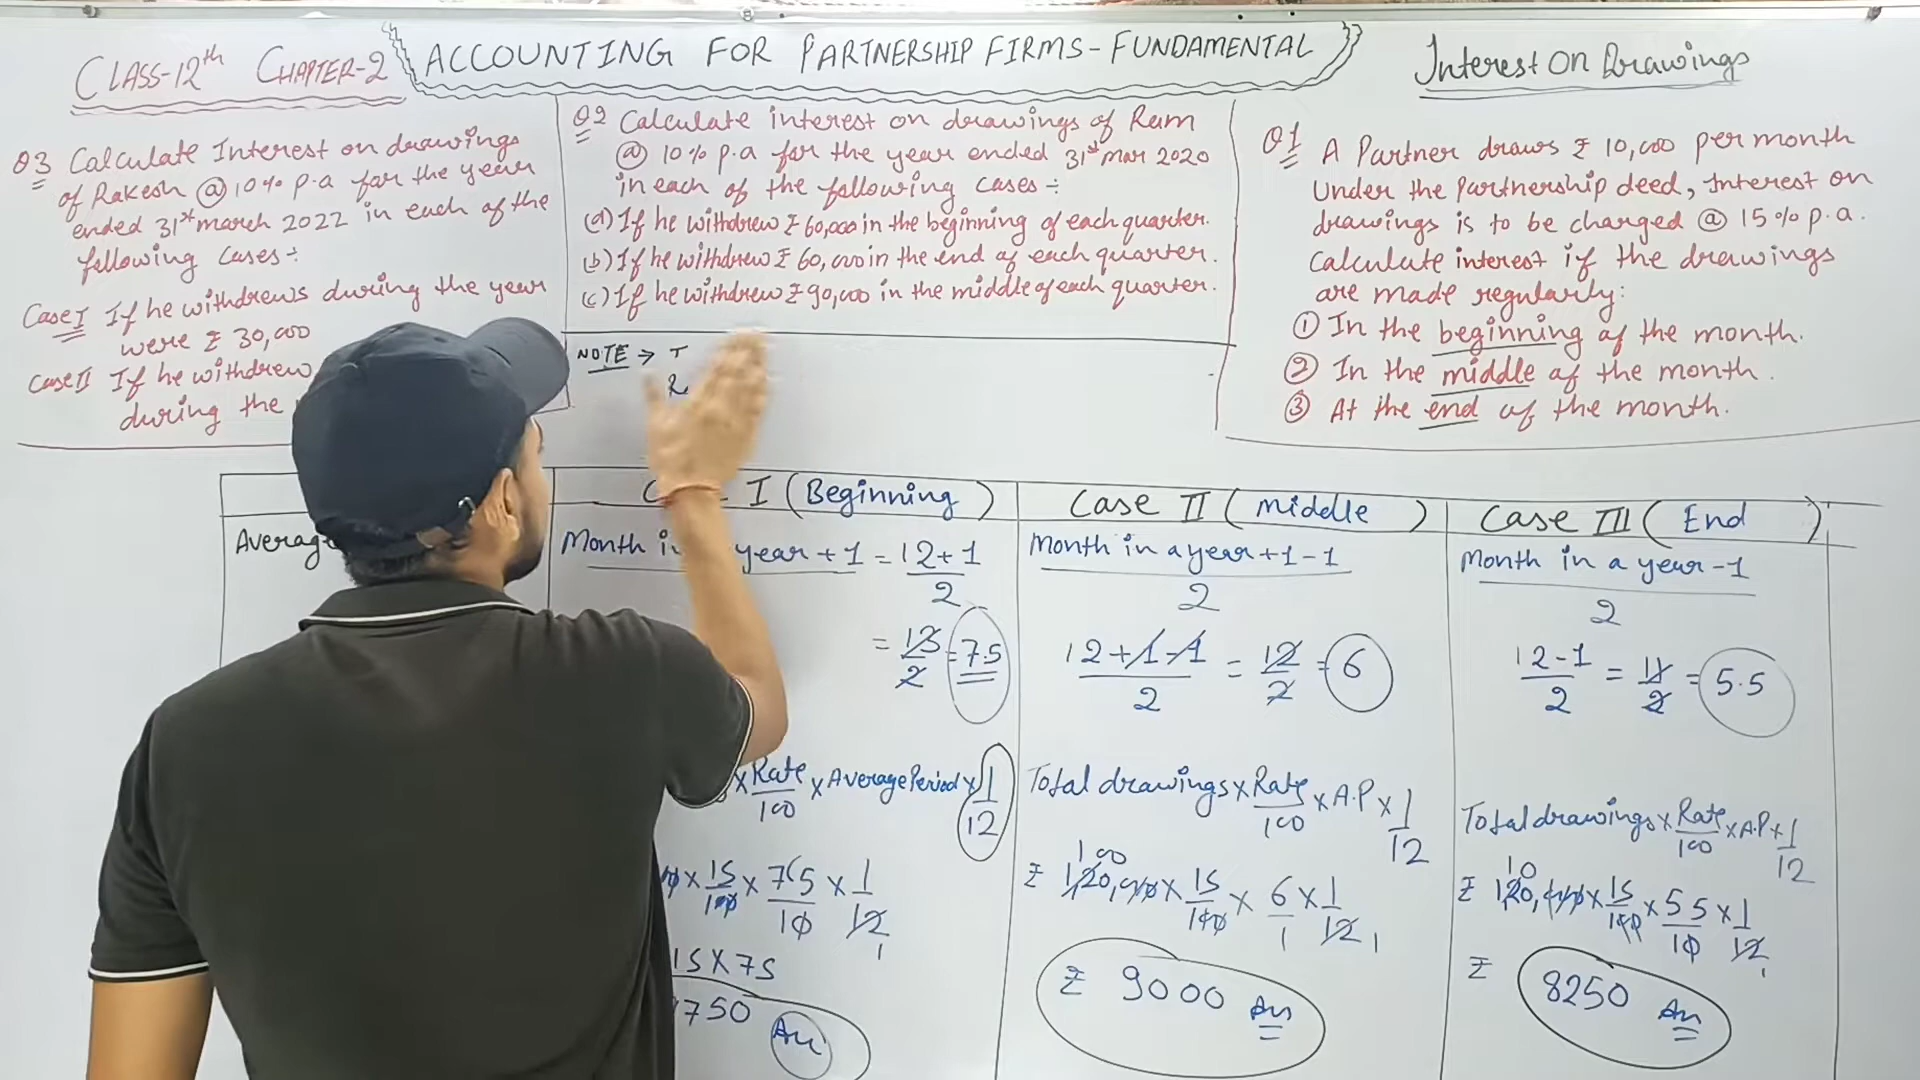 CLASS-12th CHAPTER-2
ACCOUNTING FOR PARTNERSHIP FIRMS-FUNDAMENTAL
Interest On Drawings
Q3 Calculate Interest on drawings
of Rakesh @ 10% p.a for the year
ended 31st march 2022 in each of the
following cases:-
Case I If he withdrews during the year
were ₹ 30,000
Case II If he withdrew
during the
Q2 Calculate interest on drawings of Ram
@ 10% p.a for the year ended 31st mar 2020
in each of the following cases :-
(a) If he withdrew ₹ 60,000 in the beginning of each quarter.
(b) If he withdrew ₹ 60,000 in the end of each quarter.
(c) If he withdrew ₹ 90,000 in the middle of each quarter.
NOTE → T
Q1 A Partner draws ₹ 10,000 per month
Under the Partnership deed, Interest on
drawings is to be charged @ 15% p.a.
Calculate interest if the drawings
are made regularly:
① In the beginning of the month.
② In the middle of the month.
③ At the end of the month.
I (Beginning)
Case II (middle)
Case III (End)
Average
Month in year + 1 = 12+1
2
= 13/2 = 7.5
× Rate/100 × Average Period × 1/12
× 15/100 × 75/10 × 1/12
1
15 × 75
750 An
Month in a year + 1 - 1
2
12+1-1/2 = 12/2 = 6
Total drawings × Rate/100 × A.P × 1/12
100
₹ 120,000 × 15/100 × 6/1 × 1/12
1
₹ 9000 An
Month in a year - 1
2
12-1/2 = 11/2 = 5.5
Total drawings × Rate/100 × A.P × 1/12
10
₹ 120,000 × 15/100 × 55/10 × 1/12
1
₹ 8250 An